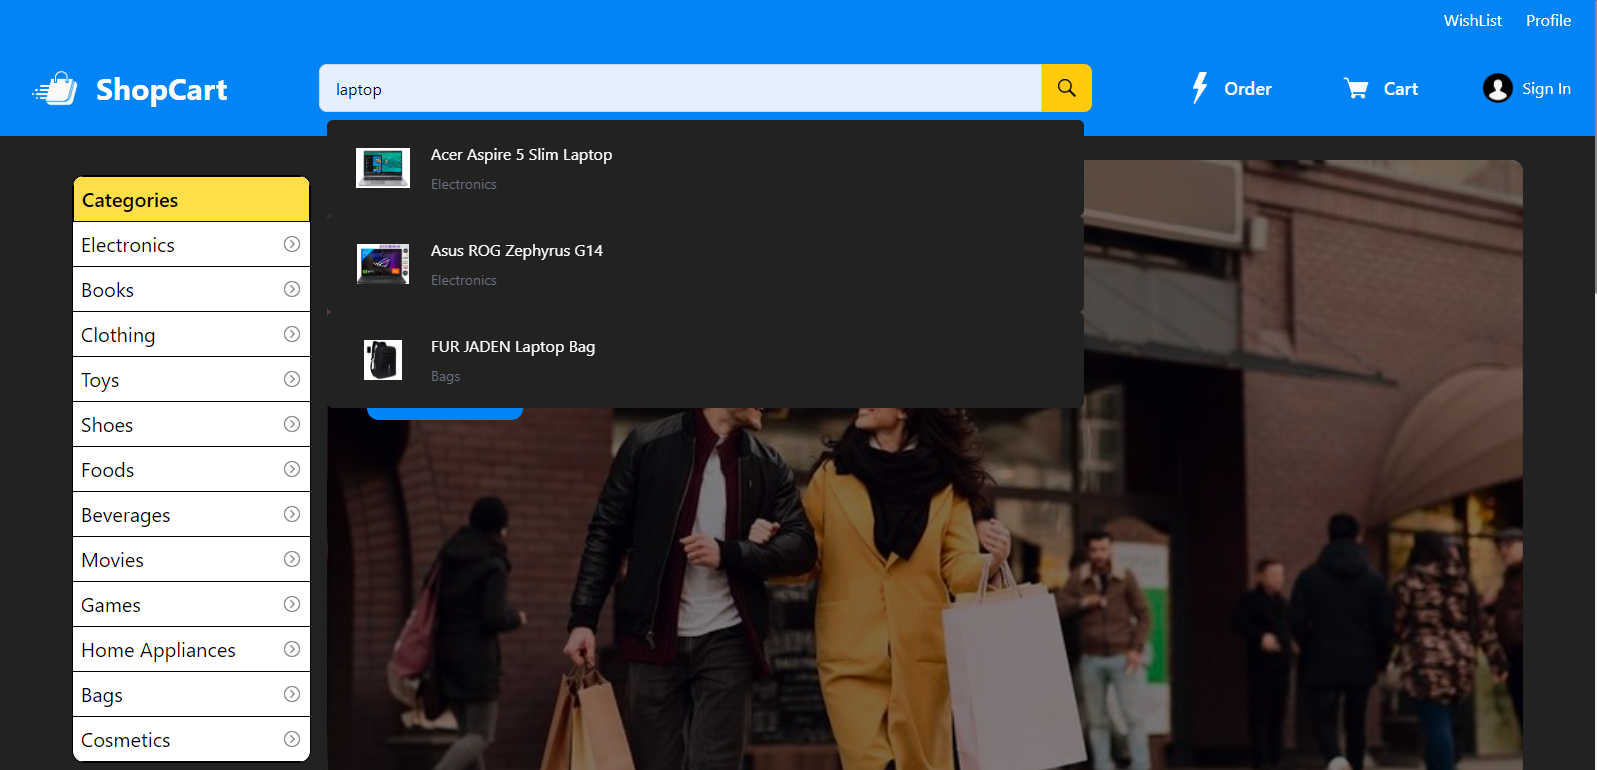 WishList Profile
ShopCart
laptop
Order
Cart
Sign In
Acer Aspire 5 Slim Laptop
Electronics
Asus ROG Zephyrus G14
Electronics
FUR JADEN Laptop Bag
Bags
Categories
Electronics
Books
Clothing
Toys
Shoes
Foods
Beverages
Movies
Games
Home Appliances
Bags
Cosmetics